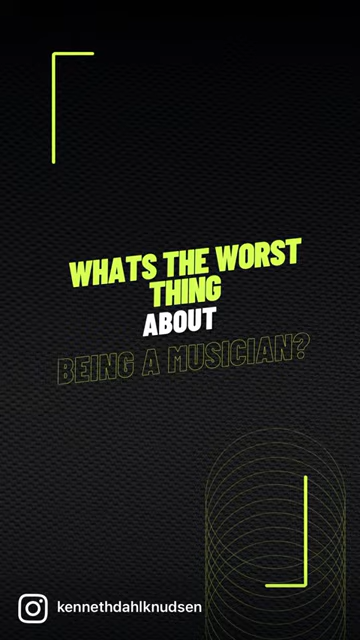 WHATS THE WORST
THING
ABOUT
BEING A MUSICIAN?
kennethdahlknudsen